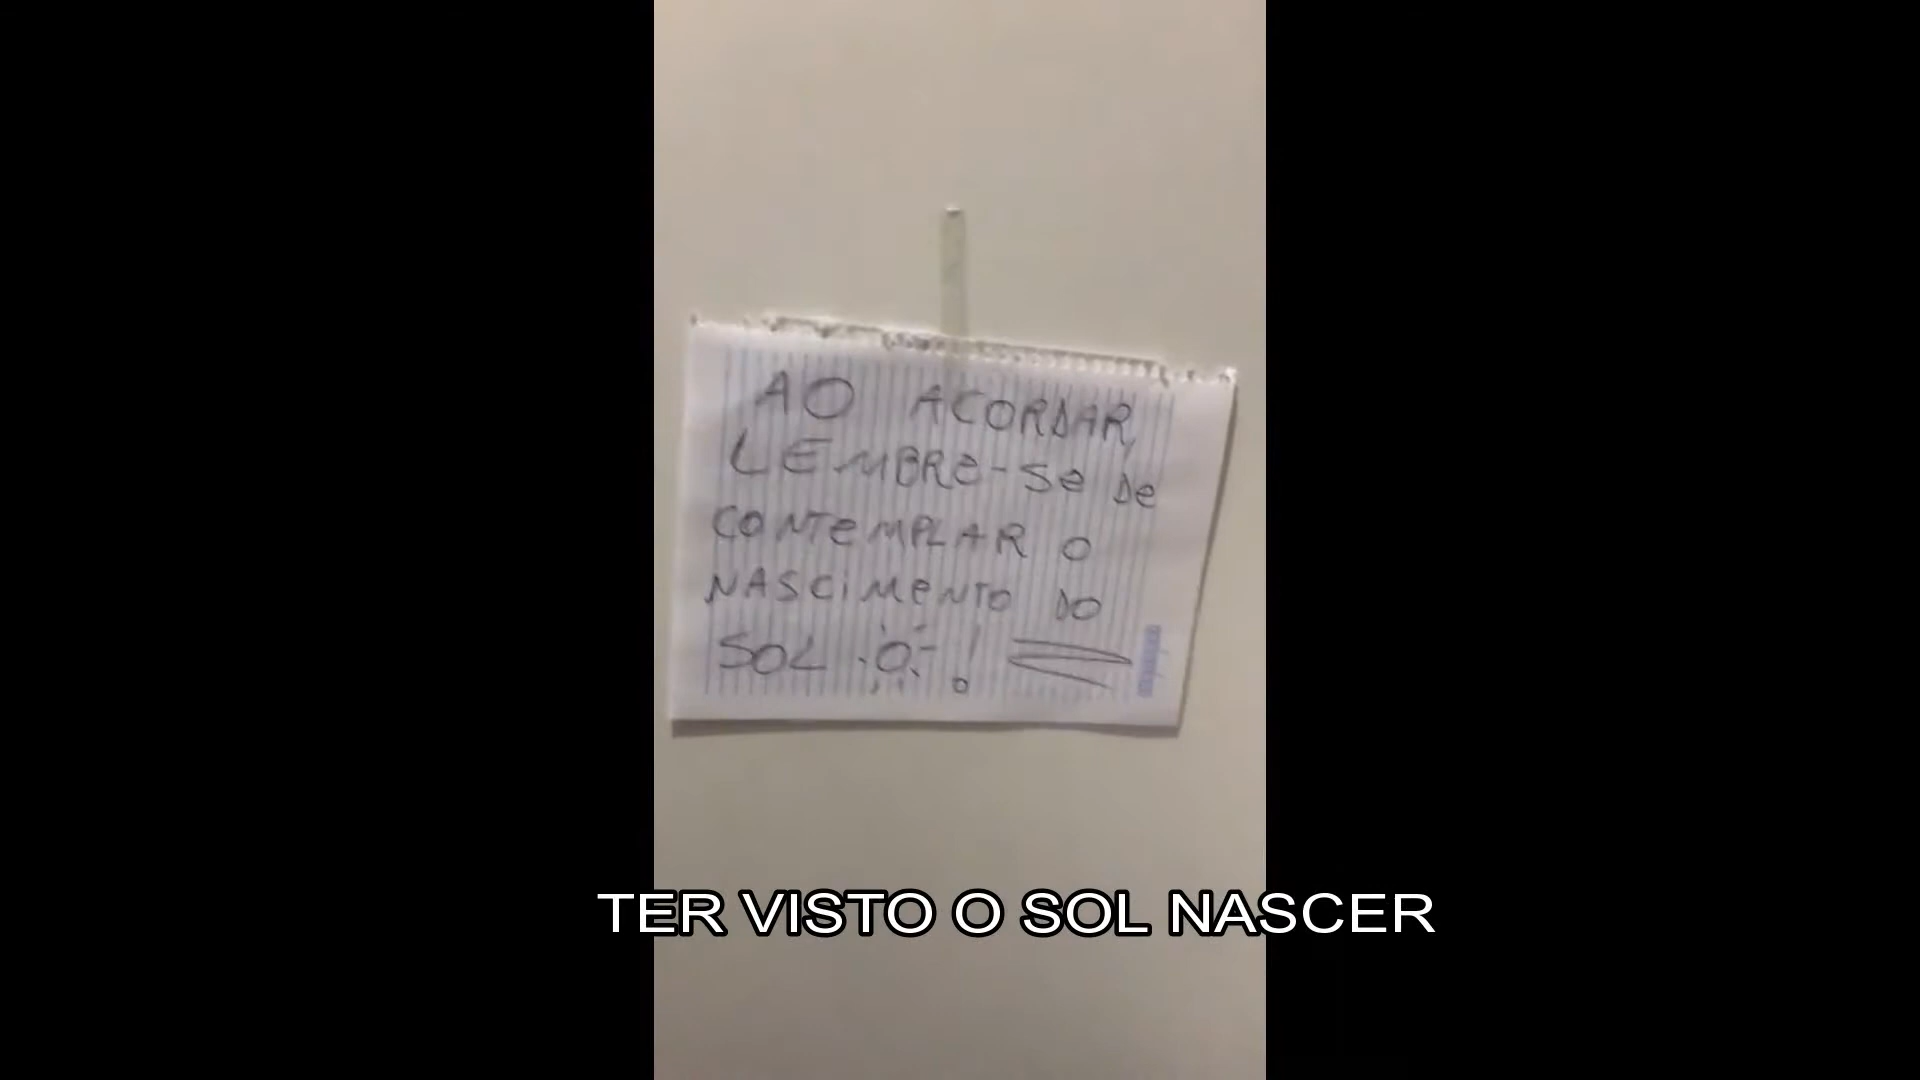 AO ACORDAR,
LEMBRE-SE DE
CONTEMPLAR O
NASCIMENTO DO
SOL !
TER VISTO O SOL NASCER